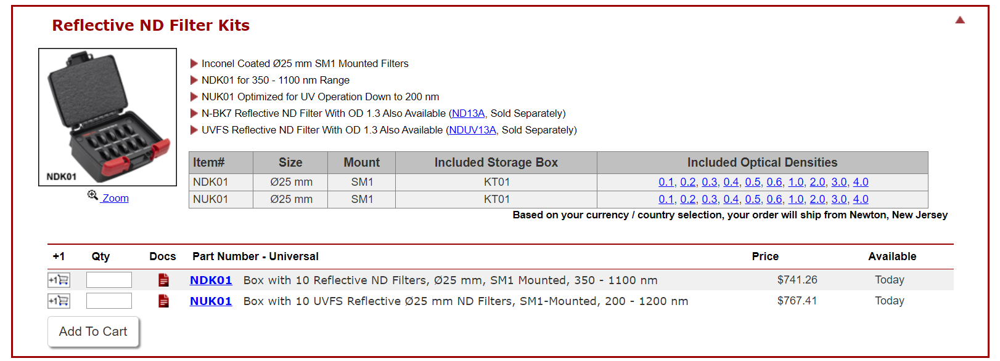 Reflective ND Filter Kits
NDK01
Zoom
Inconel Coated Ø25 mm SM1 Mounted Filters
NDK01 for 350 - 1100 nm Range
NUK01 Optimized for UV Operation Down to 200 nm
N-BK7 Reflective ND Filter With OD 1.3 Also Available (ND13A, Sold Separately)
UVFS Reflective ND Filter With OD 1.3 Also Available (NDUV13A, Sold Separately)
Item# Size Mount Included Storage Box Included Optical Densities
NDK01 Ø25 mm SM1 KT01 0.1, 0.2, 0.3, 0.4, 0.5, 0.6, 1.0, 2.0, 3.0, 4.0
NUK01 Ø25 mm SM1 KT01 0.1, 0.2, 0.3, 0.4, 0.5, 0.6, 1.0, 2.0, 3.0, 4.0
Based on your currency / country selection, your order will ship from Newton, New Jersey
+1 Qty Docs Part Number - Universal Price Available
+1 NDK01 Box with 10 Reflective ND Filters, Ø25 mm, SM1 Mounted, 350 - 1100 nm $741.26 Today
+1 NUK01 Box with 10 UVFS Reflective Ø25 mm ND Filters, SM1-Mounted, 200 - 1200 nm $767.41 Today
Add To Cart